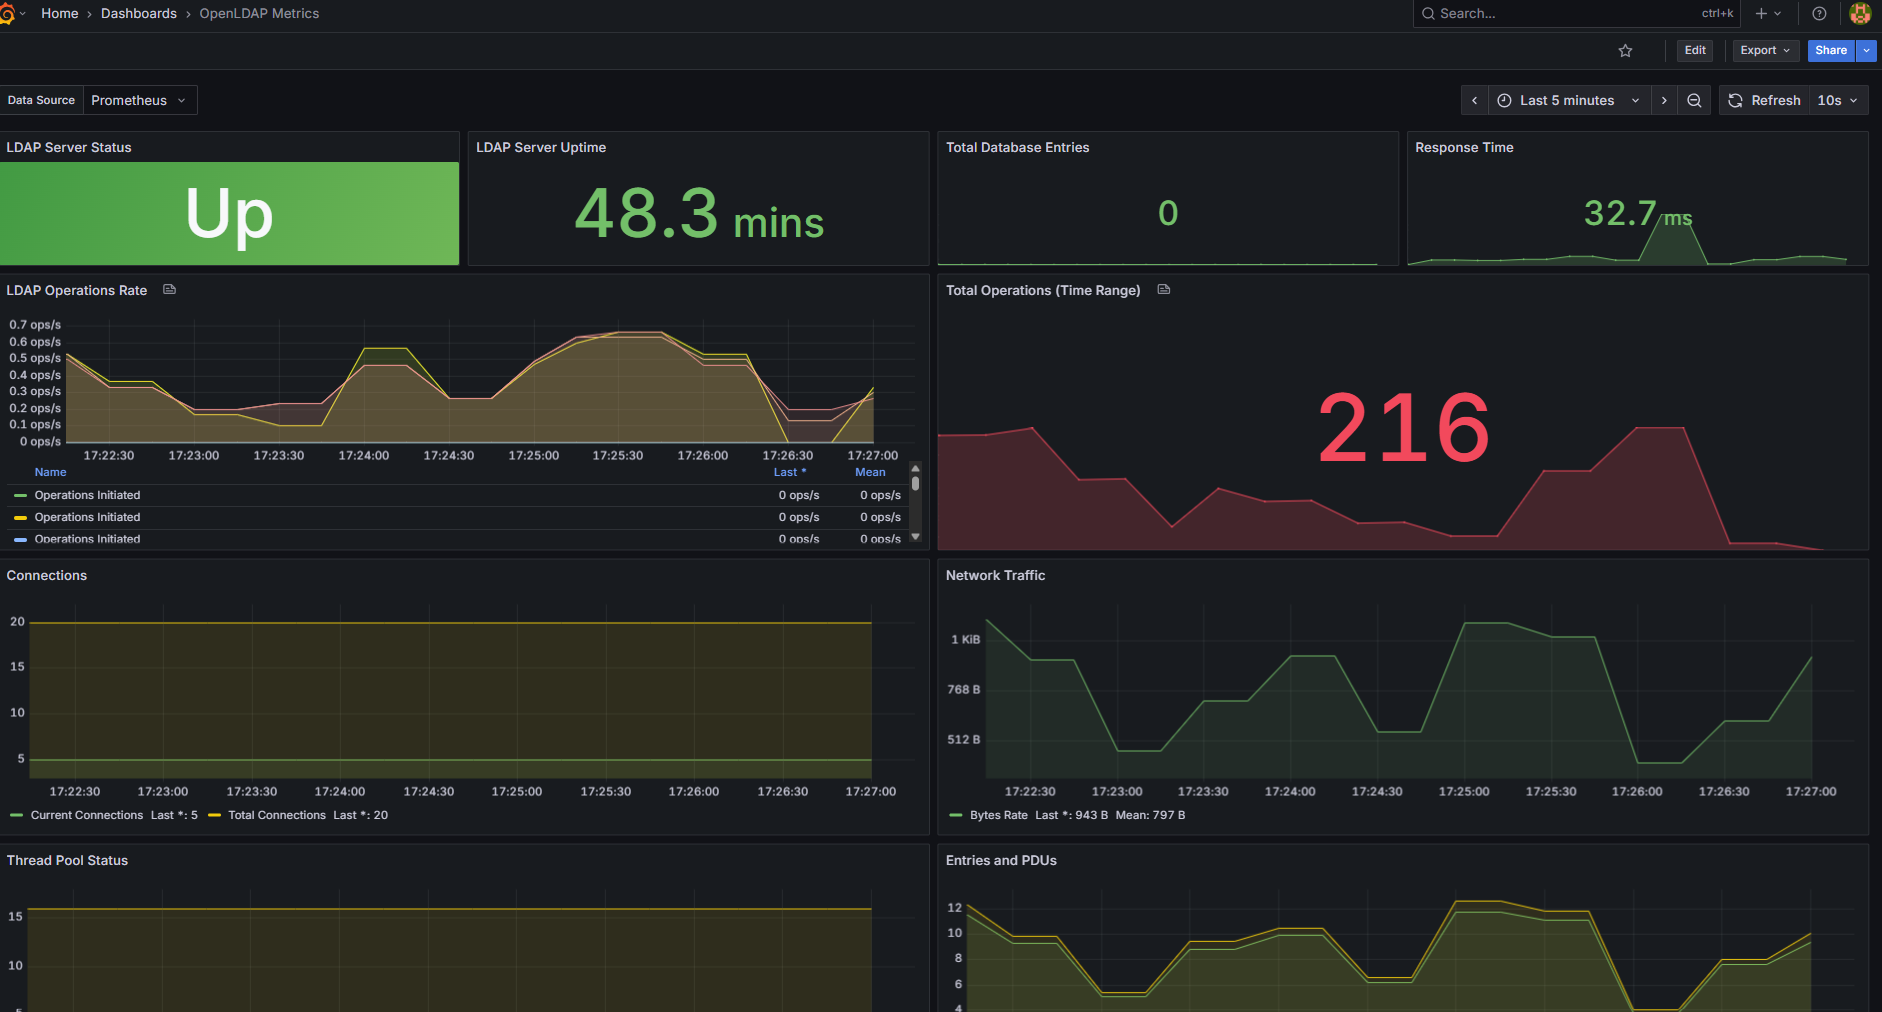 Home › Dashboards › OpenLDAP Metrics
Search... ctrl+k
Edit Export Share
Data Source Prometheus
Last 5 minutes Refresh 10s
LDAP Server Status
Up
LDAP Server Uptime
48.3 mins
Total Database Entries
0
Response Time
32.7 ms
LDAP Operations Rate
0.7 ops/s
0.6 ops/s
0.5 ops/s
0.4 ops/s
0.3 ops/s
0.2 ops/s
0.1 ops/s
0 ops/s
17:22:30 17:23:00 17:23:30 17:24:00 17:24:30 17:25:00 17:25:30 17:26:00 17:26:30 17:27:00
Name Last * Mean
Operations Initiated 0 ops/s 0 ops/s
Operations Initiated 0 ops/s 0 ops/s
Operations Initiated 0 ops/s 0 ops/s
Total Operations (Time Range)
216
Connections
20
15
10
5
17:22:30 17:23:00 17:23:30 17:24:00 17:24:30 17:25:00 17:25:30 17:26:00 17:26:30 17:27:00
Current Connections Last *: 5 Total Connections Last *: 20
Network Traffic
1 KiB
768 B
512 B
17:22:30 17:23:00 17:23:30 17:24:00 17:24:30 17:25:00 17:25:30 17:26:00 17:26:30 17:27:00
Bytes Rate Last *: 943 B Mean: 797 B
Thread Pool Status
15
10
5
Entries and PDUs
12
10
8
6
4